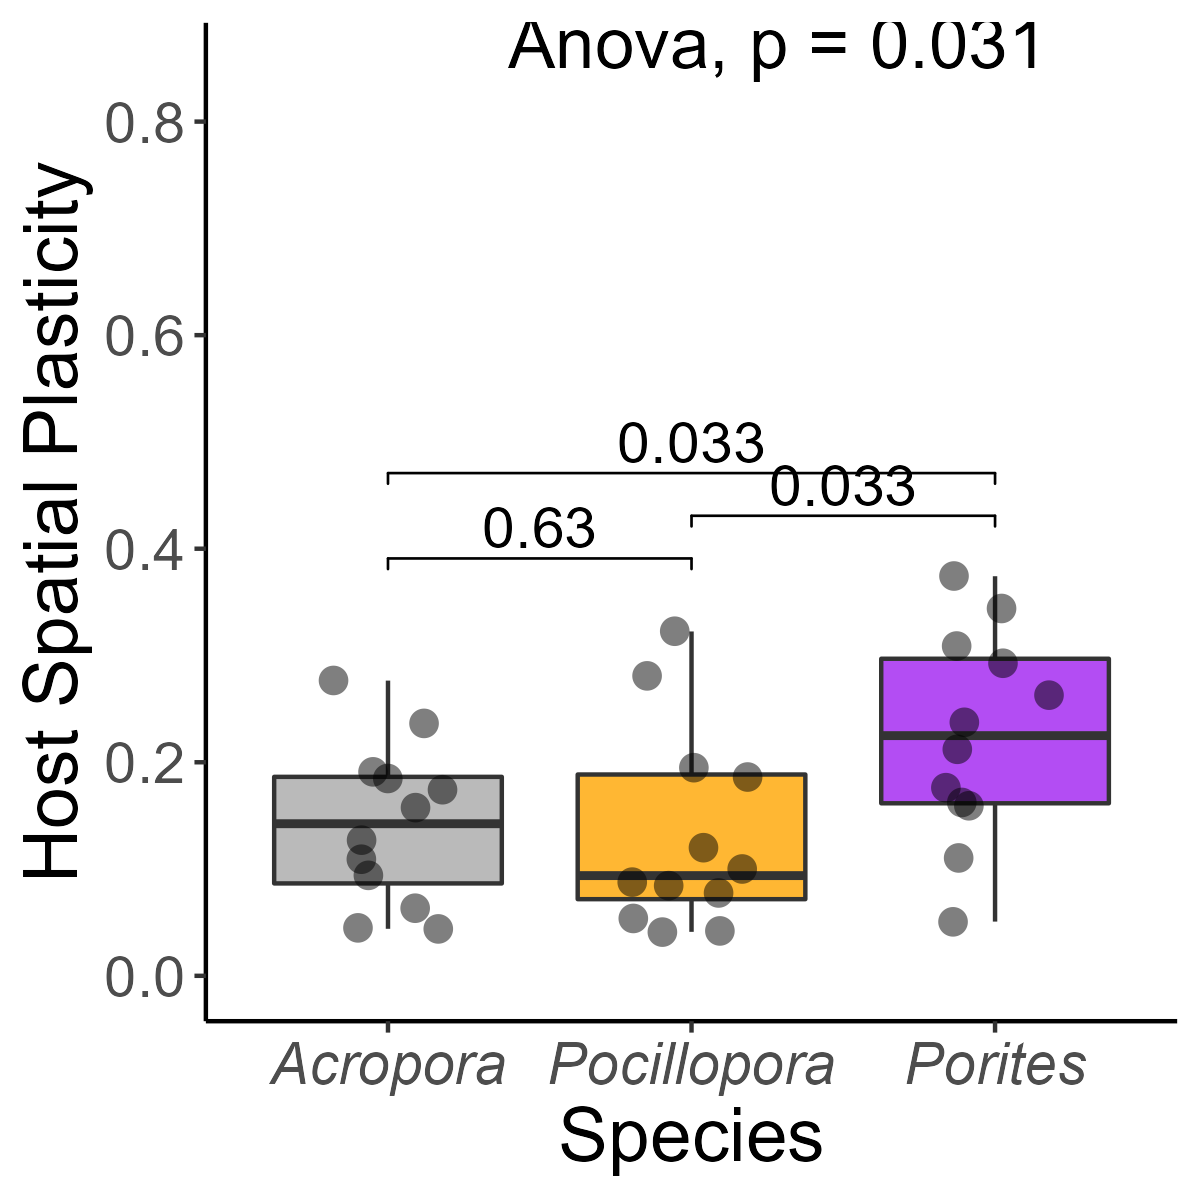 Anova, p = 0.031
Host Spatial Plasticity
0.8
0.6
0.4
0.2
0.0
0.033
0.033
0.63
Acropora Pocillopora Porites
Species